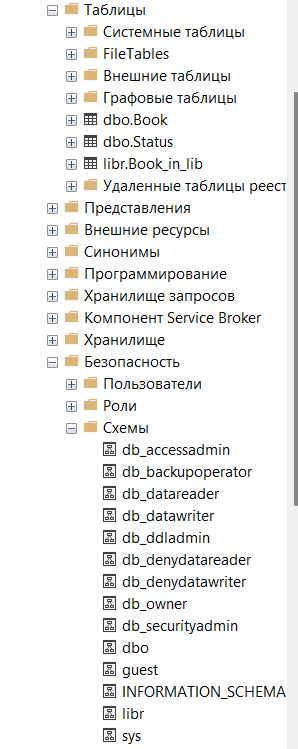 Таблицы
Системные таблицы
FileTables
Внешние таблицы
Графовые таблицы
dbo.Book
dbo.Status
libr.Book_in_lib
Удаленные таблицы реест
Представления
Внешние ресурсы
Синонимы
Программирование
Хранилище запросов
Компонент Service Broker
Хранилище
Безопасность
Пользователи
Роли
Схемы
db_accessadmin
db_backupoperator
db_datareader
db_datawriter
db_ddladmin
db_denydatareader
db_denydatawriter
db_owner
db_securityadmin
dbo
guest
INFORMATION_SCHEMA
libr
sys